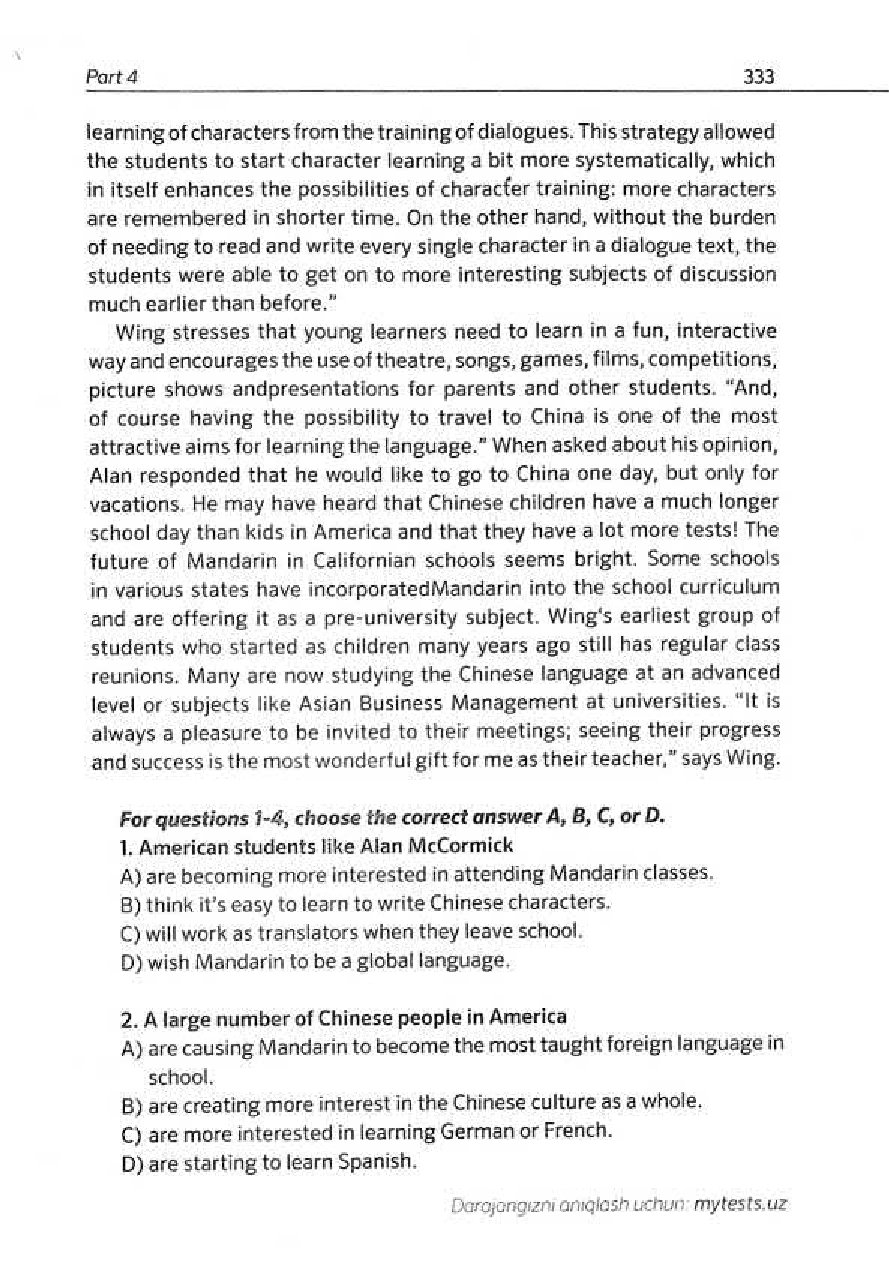 Part 4 333
learning of characters from the training of dialogues. This strategy allowed
the students to start character learning a bit more systematically, which
in itself enhances the possibilities of character training: more characters
are remembered in shorter time. On the other hand, without the burden
of needing to read and write every single character in a dialogue text, the
students were able to get on to more interesting subjects of discussion
much earlier than before."
Wing stresses that young learners need to learn in a fun, interactive
way and encourages the use of theatre, songs, games, films, competitions,
picture shows andpresentations for parents and other students. "And,
of course having the possibility to travel to China is one of the most
attractive aims for learning the language." When asked about his opinion,
Alan responded that he would like to go to China one day, but only for
vacations. He may have heard that Chinese children have a much longer
school day than kids in America and that they have a lot more tests! The
future of Mandarin in Californian schools seems bright. Some schools
in various states have incorporatedMandarin into the school curriculum
and are offering it as a pre-university subject. Wing's earliest group of
students who started as children many years ago still has regular class
reunions. Many are now studying the Chinese language at an advanced
level or subjects like Asian Business Management at universities. "It is
always a pleasure to be invited to their meetings; seeing their progress
and success is the most wonderful gift for me as their teacher," says Wing.
For questions 1-4, choose the correct answer A, B, C, or D.
1. American students like Alan McCormick
A) are becoming more interested in attending Mandarin classes.
B) think it's easy to learn to write Chinese characters.
C) will work as translators when they leave school.
D) wish Mandarin to be a global language.
2. A large number of Chinese people in America
A) are causing Mandarin to become the most taught foreign language in
school.
B) are creating more interest in the Chinese culture as a whole.
C) are more interested in learning German or French.
D) are starting to learn Spanish.
Darajangizni aniqlash uchun: mytests.uz